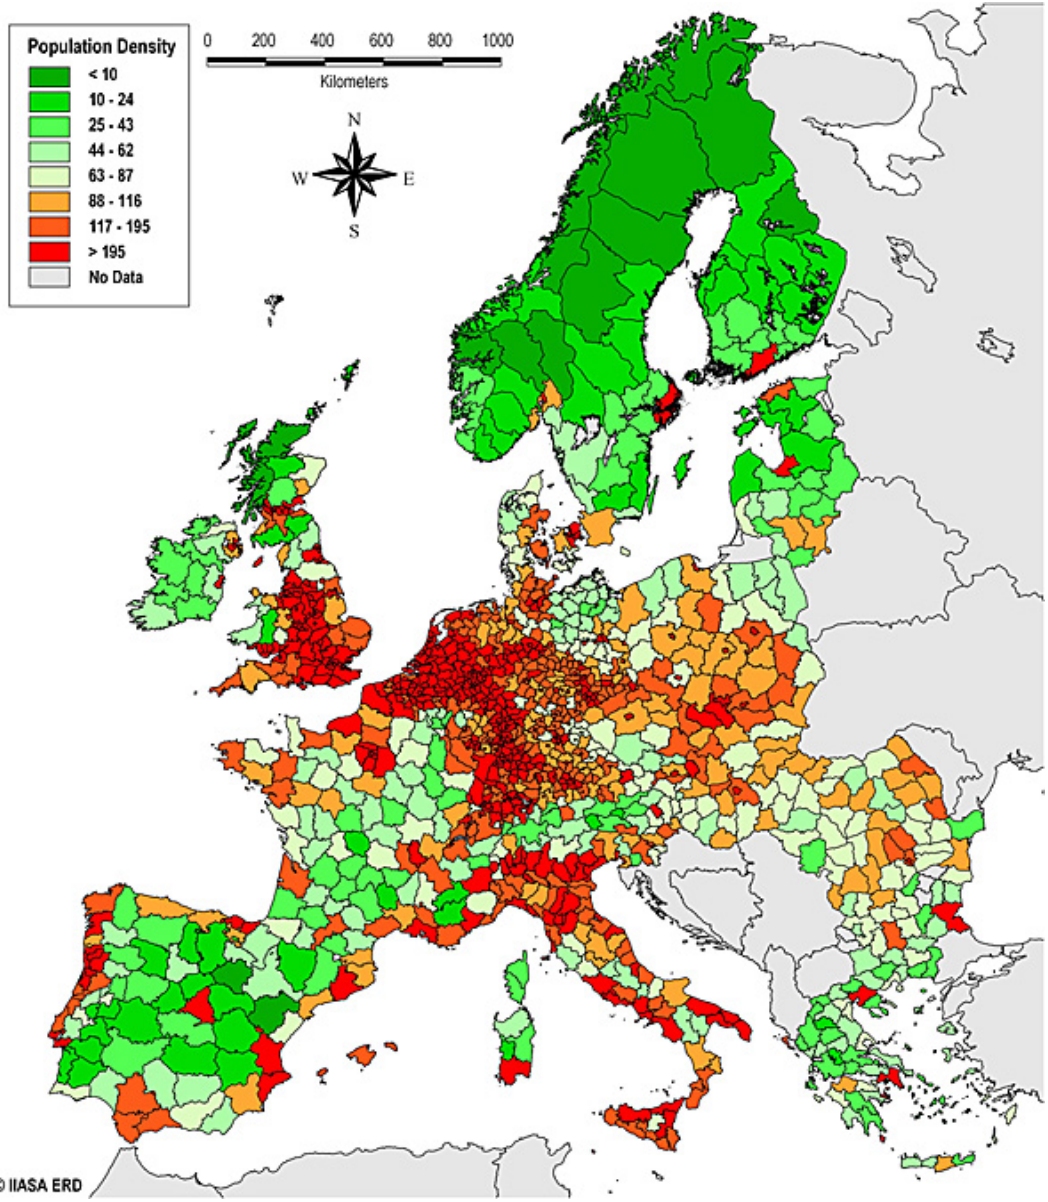 Population Density
< 10
10 - 24
25 - 43
44 - 62
63 - 87
88 - 116
117 - 195
> 195
No Data
0 200 400 600 800 1000
Kilometers
N
W E
S
© IIASA ERD